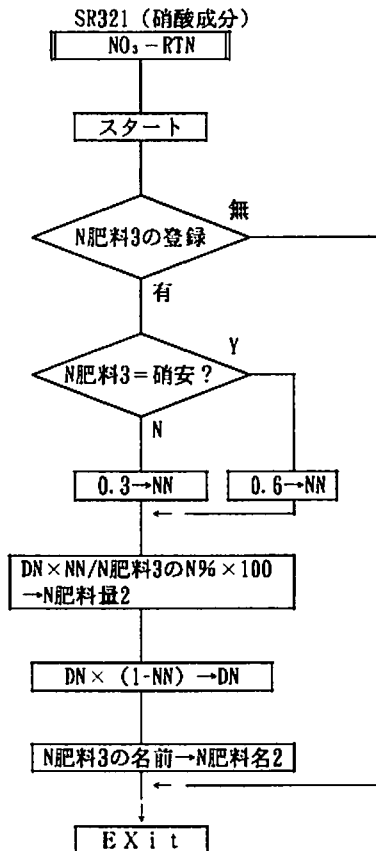 SR321（硝酸成分）
NO₃－RTN
スタート
無
N肥料3の登録
有
Y
N肥料3＝硝安？
N
0.3→NN
0.6→NN
DN×NN/N肥料3のN%×100
→N肥料量2
DN×（1-NN）→DN
N肥料3の名前→N肥料名2
EXit